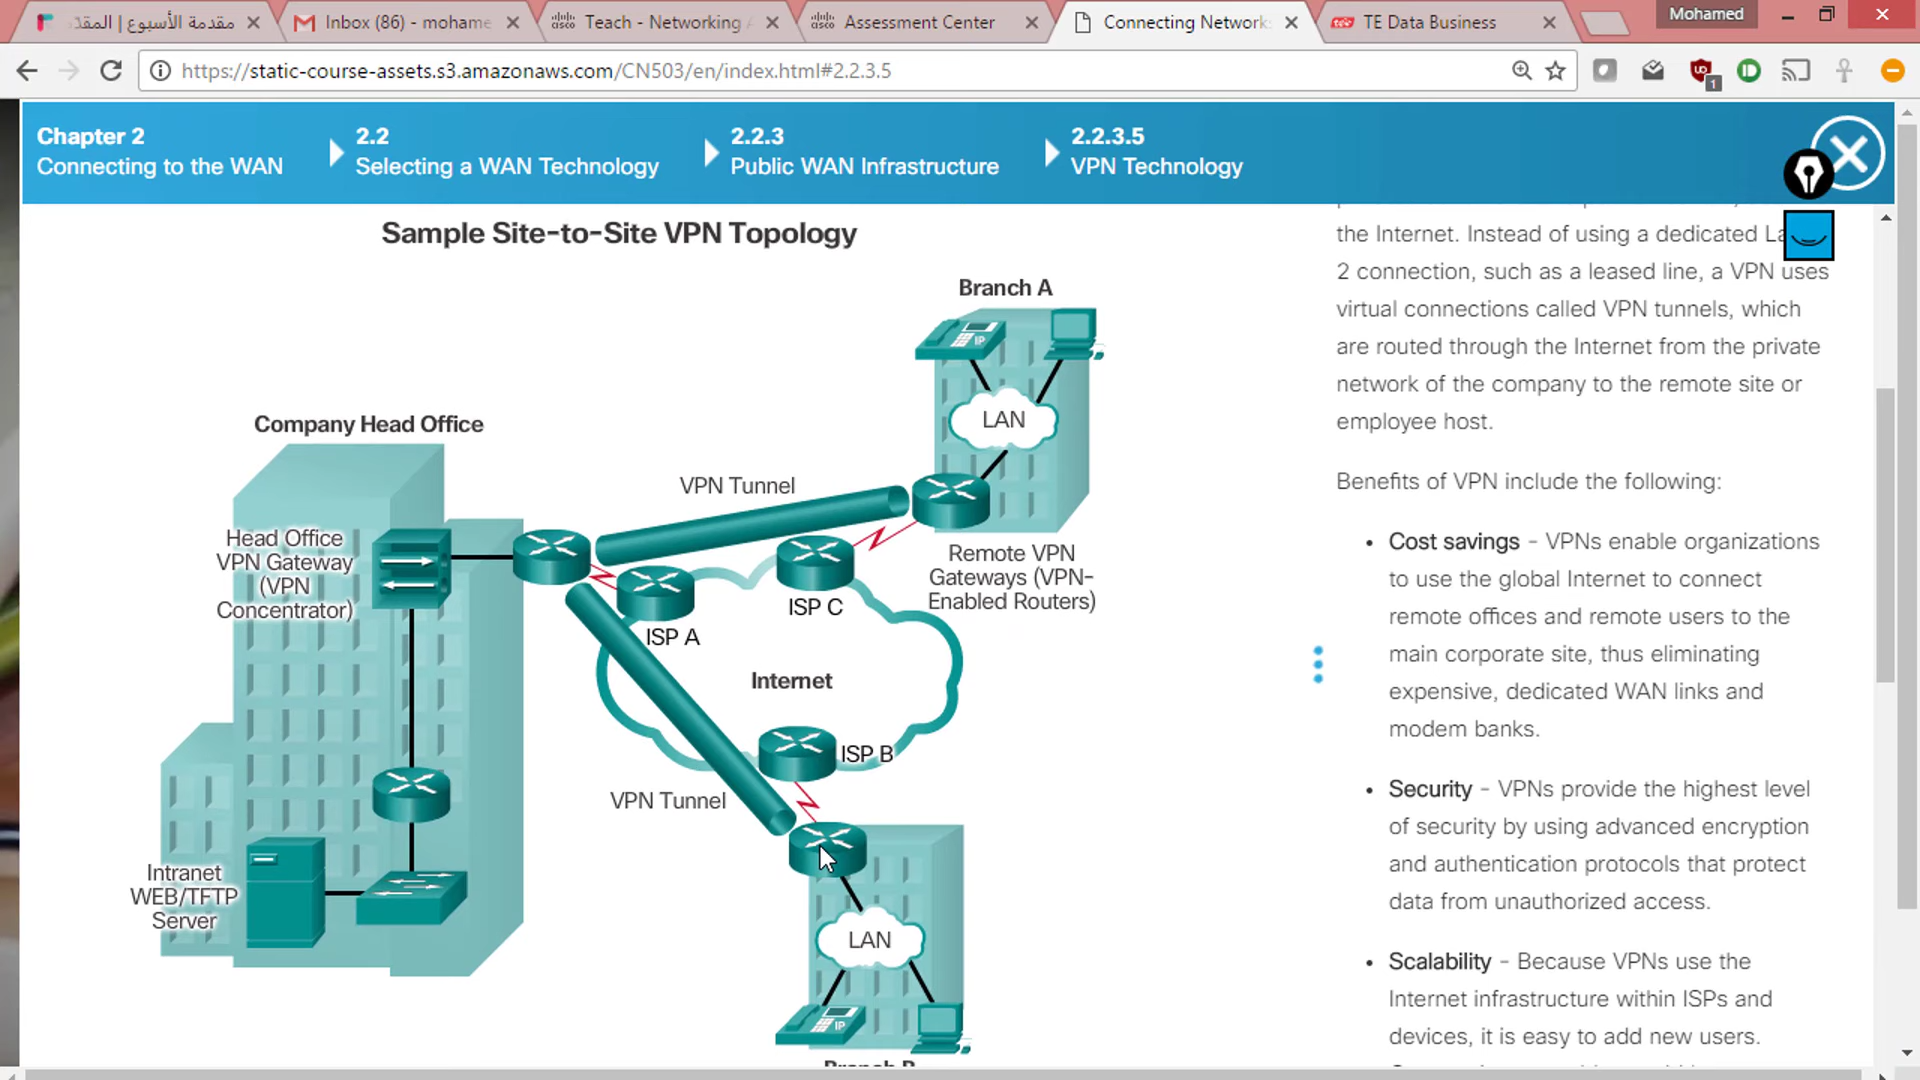 مقدمة الأسبوع | المقدّ
Inbox (86) - mohame
Teach - Networking A
Assessment Center
Connecting Network
TE Data Business
Mohamed
https://static-course-assets.s3.amazonaws.com/CN503/en/index.html#2.2.3.5
1
Chapter 2
Connecting to the WAN
2.2
Selecting a WAN Technology
2.2.3
Public WAN Infrastructure
2.2.3.5
VPN Technology
Sample Site-to-Site VPN Topology
Branch A
IP
LAN
Company Head Office
VPN Tunnel
Head Office
VPN Gateway
(VPN
Concentrator)
Remote VPN
Gateways (VPN-
Enabled Routers)
ISP C
ISP A
Internet
ISP B
VPN Tunnel
Intranet
WEB/TFTP
Server
LAN
IP
Branch B
the Internet. Instead of using a dedicated La
2 connection, such as a leased line, a VPN uses
virtual connections called VPN tunnels, which
are routed through the Internet from the private
network of the company to the remote site or
employee host.
Benefits of VPN include the following:
• Cost savings - VPNs enable organizations
to use the global Internet to connect
remote offices and remote users to the
main corporate site, thus eliminating
expensive, dedicated WAN links and
modem banks.
• Security - VPNs provide the highest level
of security by using advanced encryption
and authentication protocols that protect
data from unauthorized access.
• Scalability - Because VPNs use the
Internet infrastructure within ISPs and
devices, it is easy to add new users.